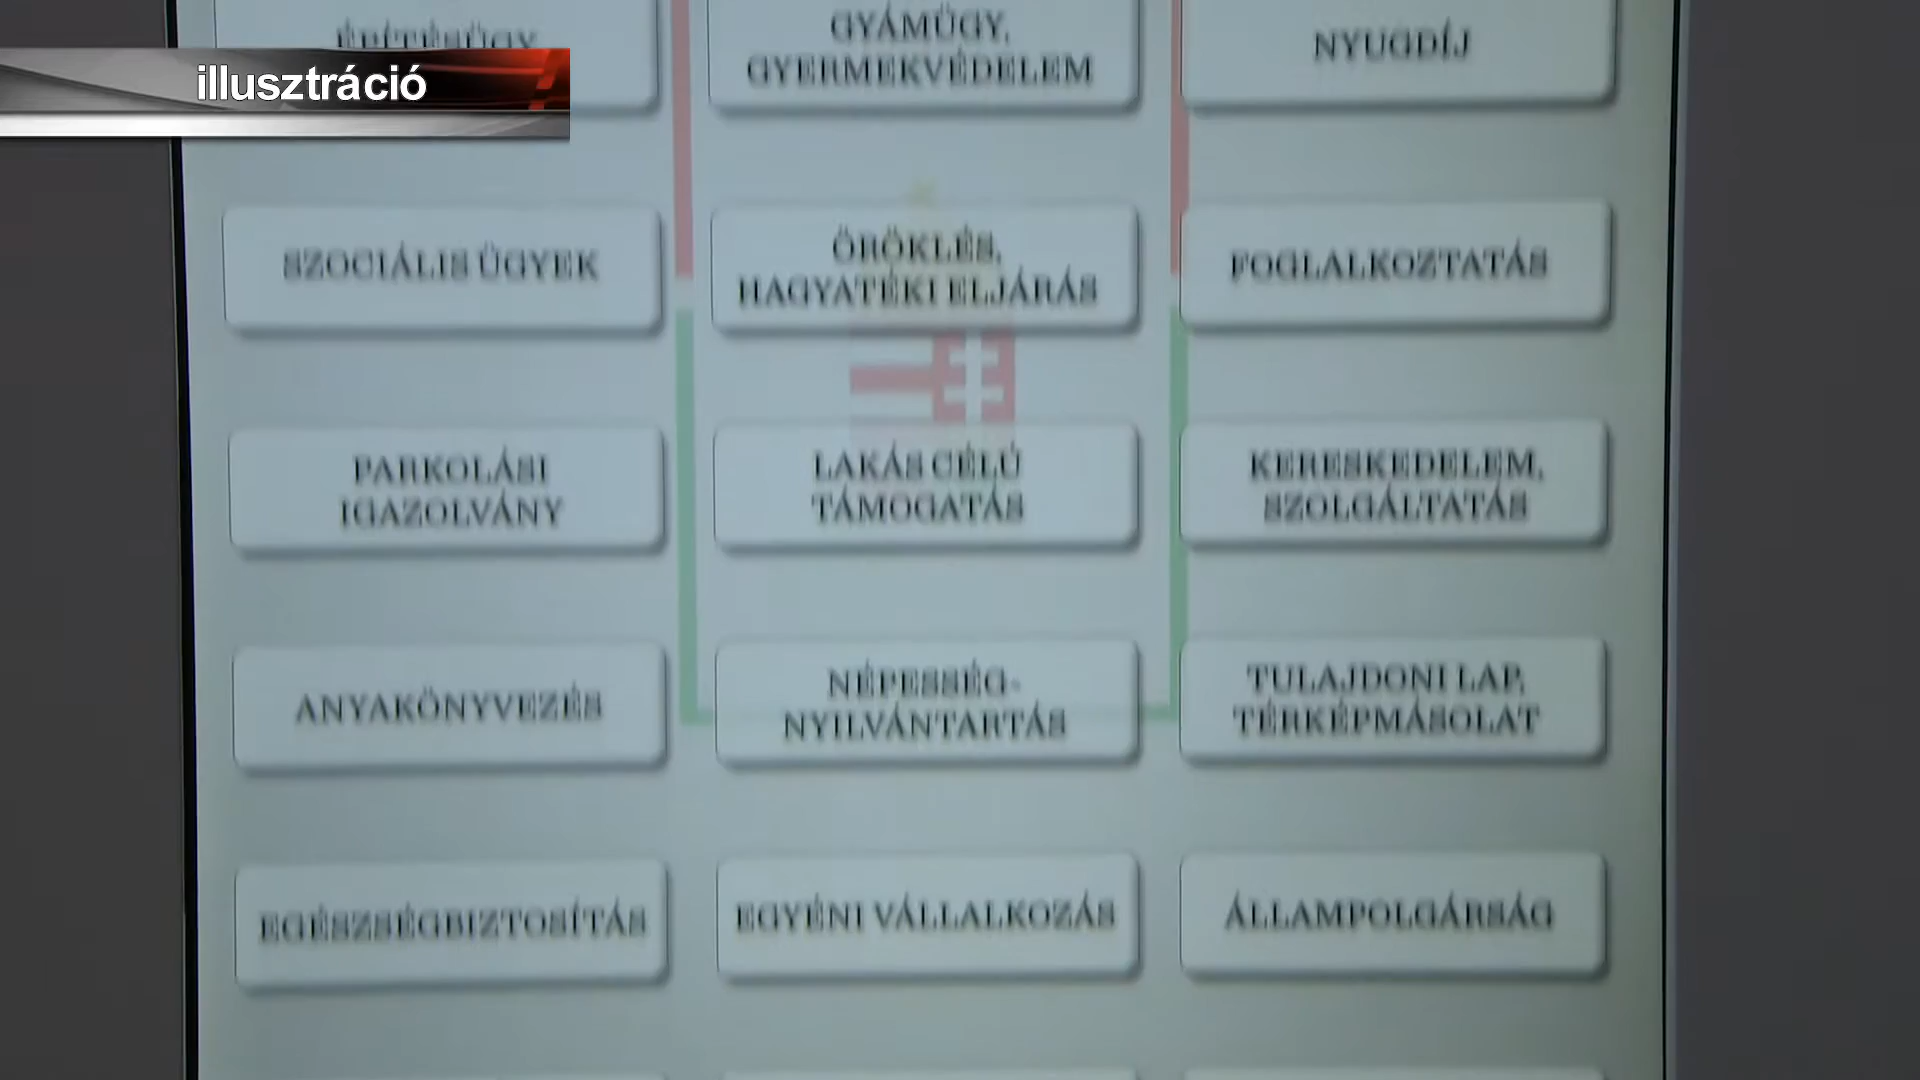 ÉPÍTÉSÜGY
GYÁMÜGY,
GYERMEKVÉDELEM
NYUGDÍJ
illusztráció
SZOCIÁLIS ÜGYEK
ÖRÖKLÉS,
HAGYATÉKI ELJÁRÁS
FOGLALKOZTATÁS
PARKOLÁSI
IGAZOLVÁNY
LAKÁS CÉLÚ
TÁMOGATÁS
KERESKEDELEM,
SZOLGÁLTATÁS
ANYAKÖNYVEZÉS
NÉPESSÉG-
NYILVÁNTARTÁS
TULAJDONI LAP,
TÉRKÉPMÁSOLAT
EGÉSZSÉGBIZTOSÍTÁS
EGYÉNI VÁLLALKOZÁS
ÁLLAMPOLGÁRSÁG